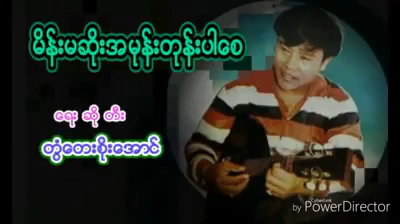 မိန်းမဆိုးအမုန်းတုန်းပါစေ
ရေး ဆို တီး
တွံတေးစိုးအောင်
CyberLink
by PowerDirector